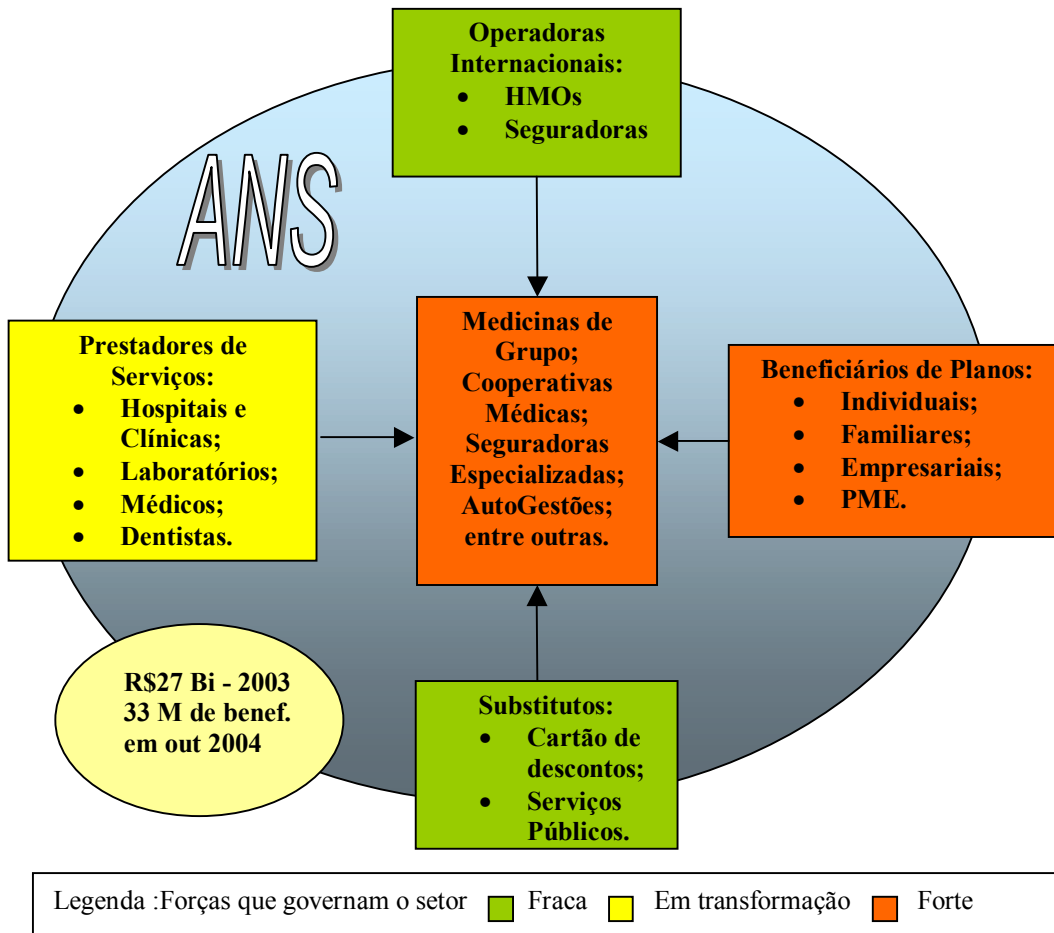 Operadoras
Internacionais:
• HMOs
• Seguradoras
ANS
Prestadores de
Serviços:
• Hospitais e
Clínicas;
• Laboratórios;
• Médicos;
• Dentistas.
Medicinas de
Grupo;
Cooperativas
Médicas;
Seguradoras
Especializadas;
AutoGestões;
entre outras.
Beneficiários de Planos:
• Individuais;
• Familiares;
• Empresariais;
• PME.
R$27 Bi - 2003
33 M de benef.
em out 2004
Substitutos:
• Cartão de
descontos;
• Serviços
Públicos.
Legenda :Forças que governam o setor Fraca Em transformação Forte